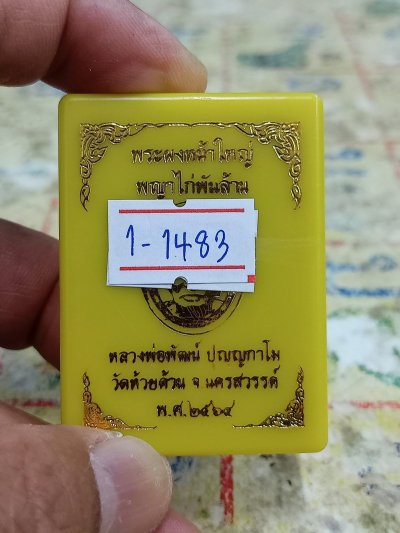 พระผงหน้าใหญ่
พญาไก่พันล้าน
1-1483
หลวงพ่อพัฒน์ ปุญญกาโม
วัดห้วยด้วน จ.นครสวรรค์
พ.ศ.๒๕๖๔